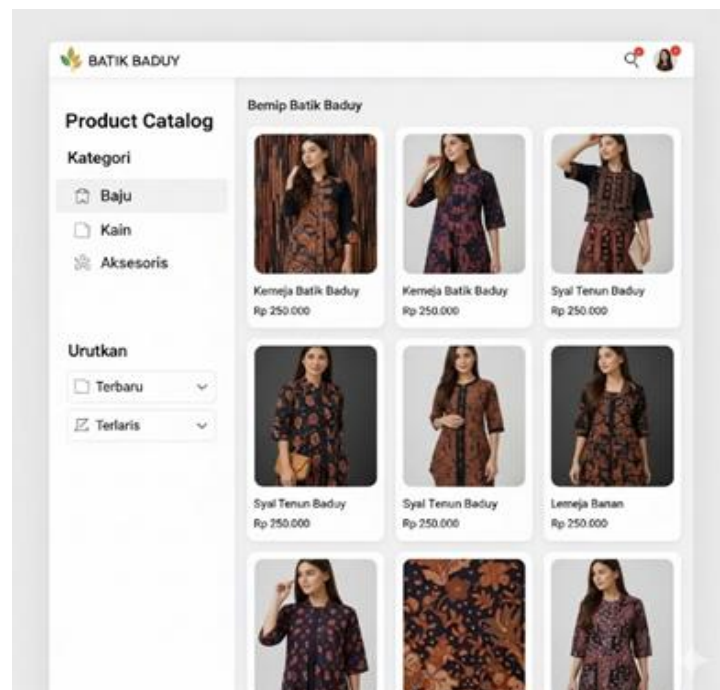 BATIK BADUY
Product Catalog
Kategori
Baju
Kain
Aksesoris
Urutkan
Terbaru
Terlaris
Bemip Batik Baduy
Kemeja Batik Baduy
Rp 250.000
Kemeja Batik Baduy
Rp 250.000
Syal Tenun Baduy
Rp 250.000
Syal Tenun Baduy
Rp 250.000
Syal Tenun Baduy
Rp 250.000
Lemeja Banan
Rp 250.000